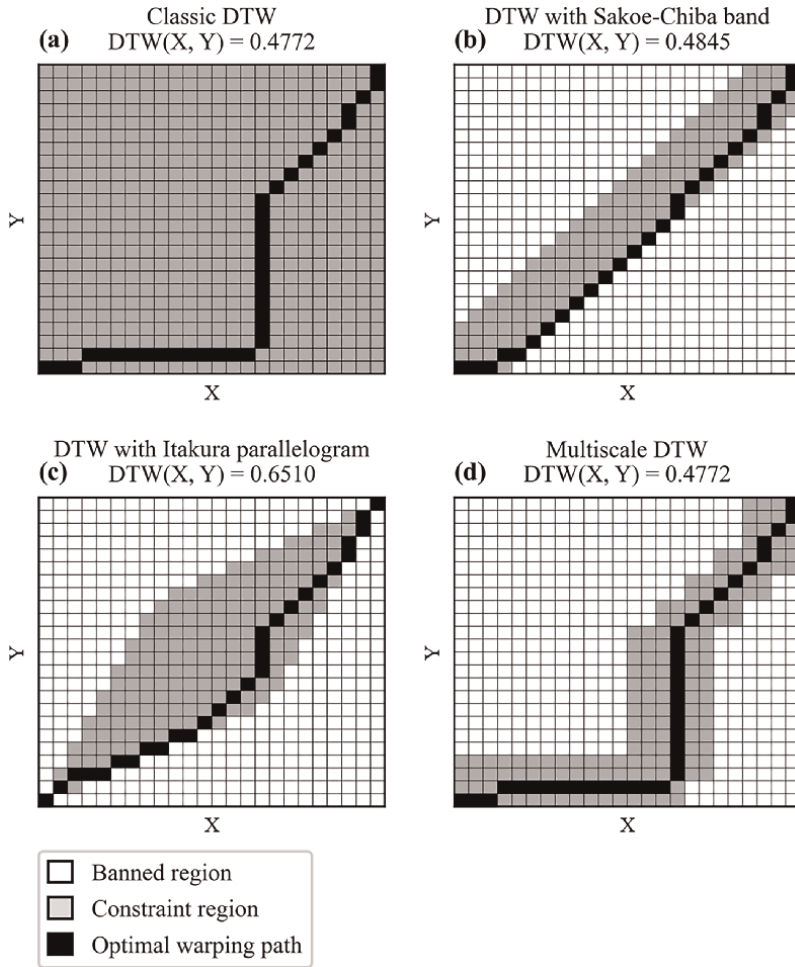 Classic DTW
(a) DTW(X, Y) = 0.4772
Y
X
DTW with Sakoe-Chiba band
(b) DTW(X, Y) = 0.4845
Y
X
DTW with Itakura parallelogram
(c) DTW(X, Y) = 0.6510
Y
X
Multiscale DTW
(d) DTW(X, Y) = 0.4772
Y
X
Banned region
Constraint region
Optimal warping path